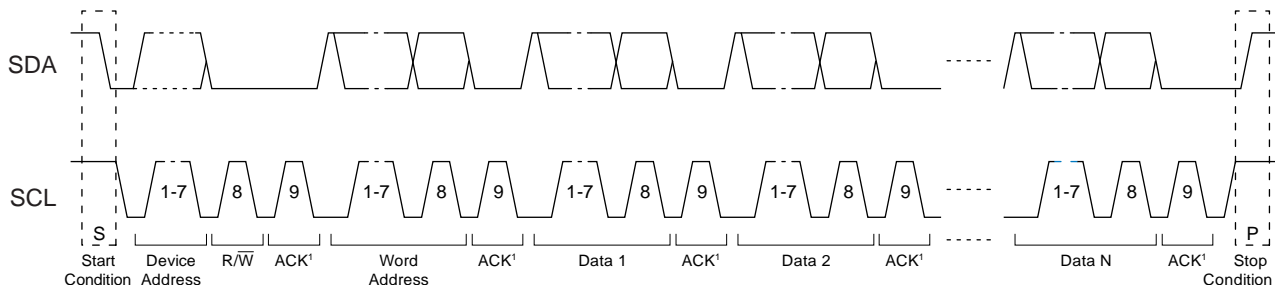 SDA
SCL
1-7 8 9 1-7 8 9 1-7 8 9 1-7 8 9 1-7 8 9
S P
Start Condition
Device Address
R/W̅
ACK¹
Word Address
ACK¹
Data 1
ACK¹
Data 2
ACK¹
Data N
ACK¹
Stop Condition